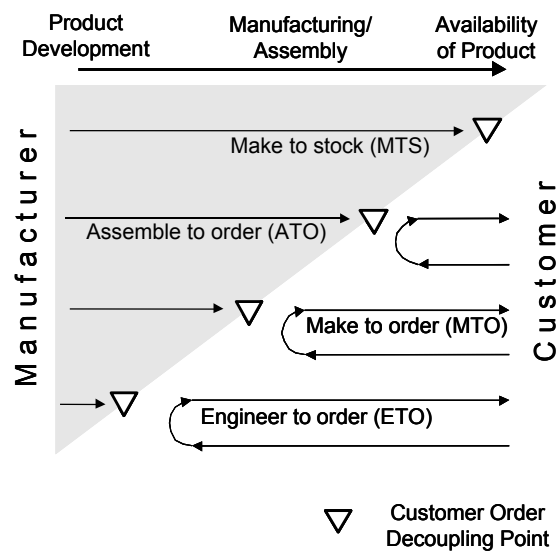 Product
Development
Manufacturing/
Assembly
Availability
of Product
Manufacturer
Customer
Make to stock (MTS)
Assemble to order (ATO)
Make to order (MTO)
Engineer to order (ETO)
Customer Order
Decoupling Point